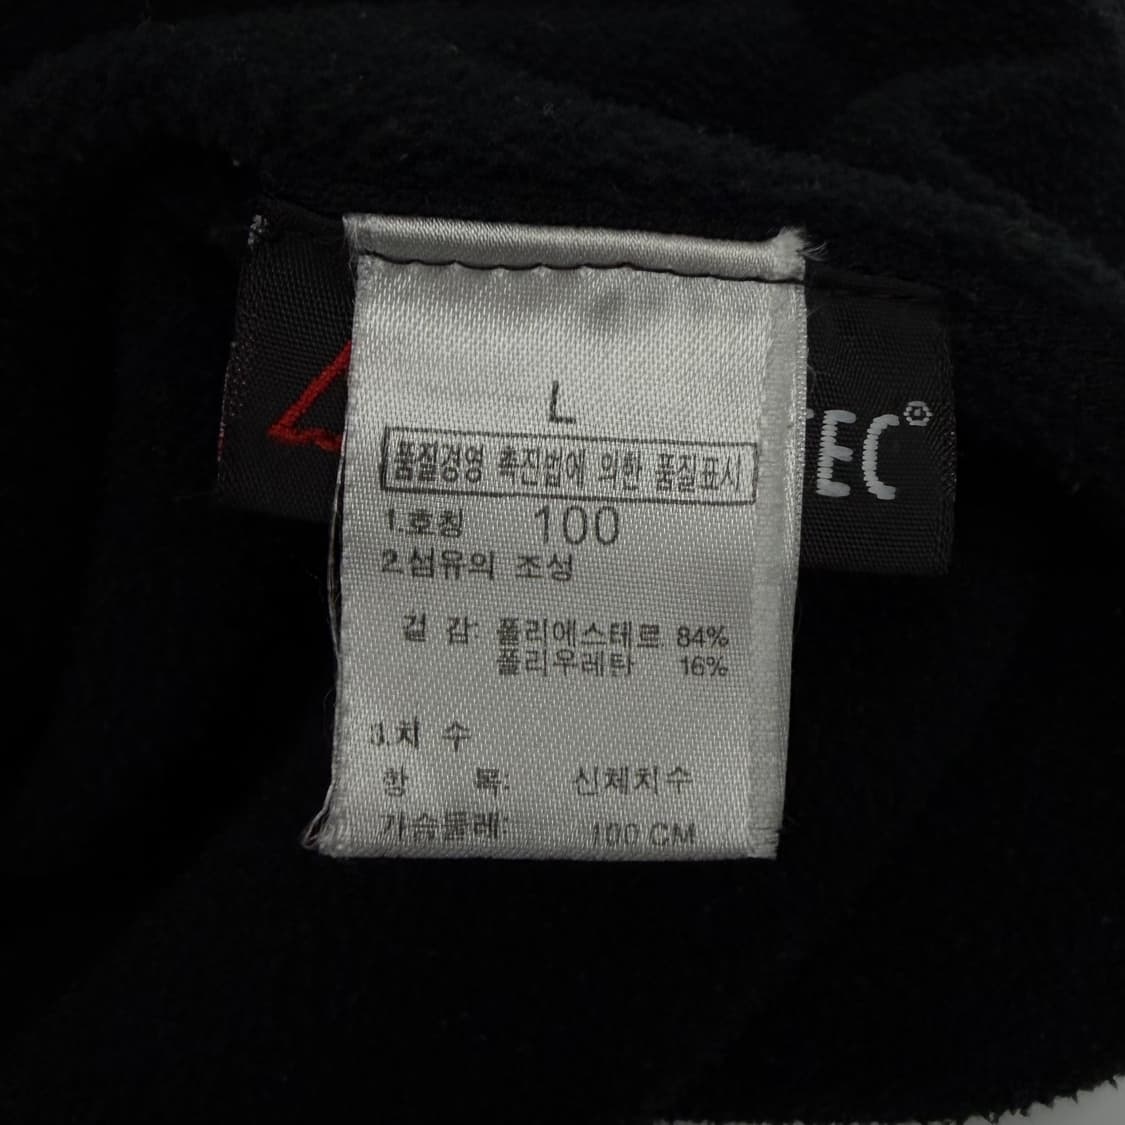 L
품질경영 촉진법에 의한 품질표시
1.호칭 100
2.섬유의 조성
겉 감: 폴리에스테르 84%
폴리우레탄 16%
3.치 수
항 목: 신체치수
가슴둘레: 100 CM
TEC®